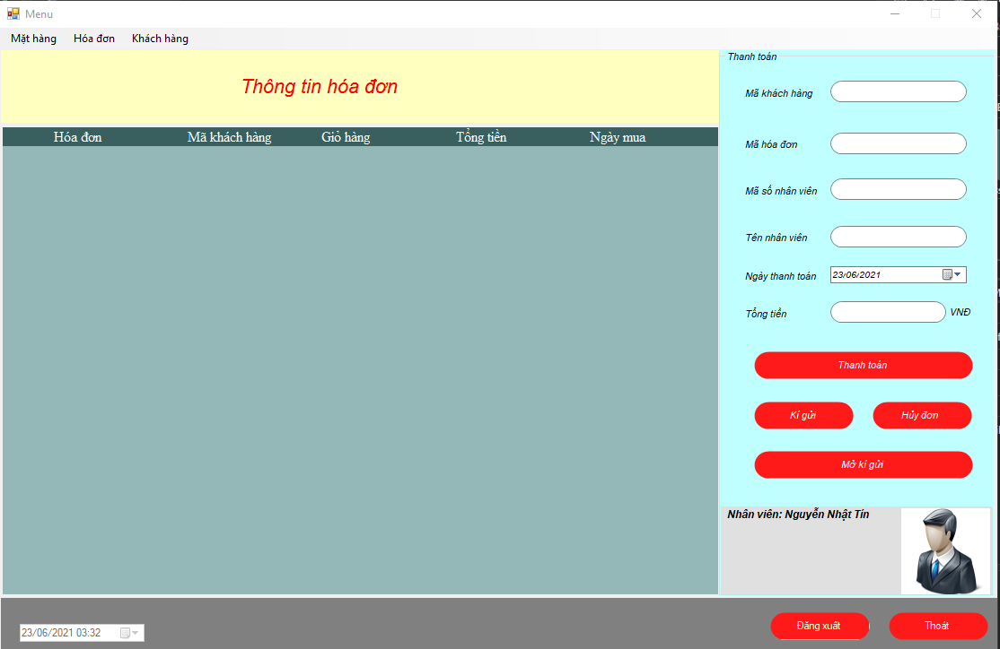 Menu
Mặt hàng Hóa đơn Khách hàng
Thông tin hóa đơn
Hóa đơn Mã khách hàng Giỏ hàng Tổng tiền Ngày mua
Thanh toán
Mã khách hàng
Mã hóa đơn
Mã số nhân viên
Tên nhân viên
Ngày thanh toán 23/06/2021
Tổng tiền VNĐ
Thanh toán
Kí gửi Hủy đơn
Mở kí gửi
Nhân viên: Nguyễn Nhật Tín
23/06/2021 03:32 Đăng xuất Thoát